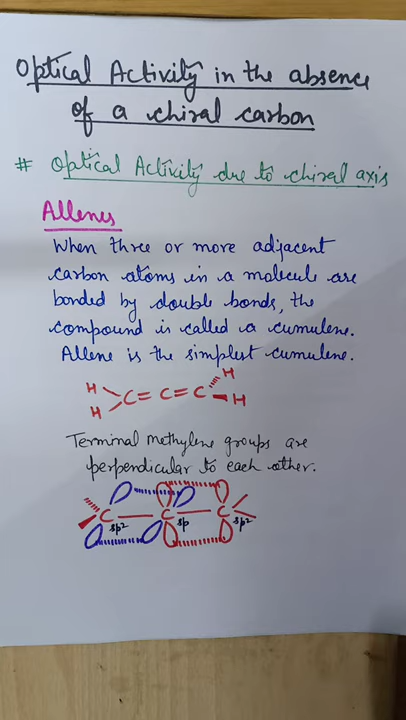 Optical Activity in the absence
of a chiral carbon
# Optical Activity due to chiral axis
Allenes
When three or more adjacent
carbon atoms in a molecule are
bonded by double bonds, the
compound is called a cumulene.
Allene is the simplest cumulene.
H H
C = C = C
H H
Terminal methylene groups are
perpendicular to each other.
C C C
sp2 sp sp2